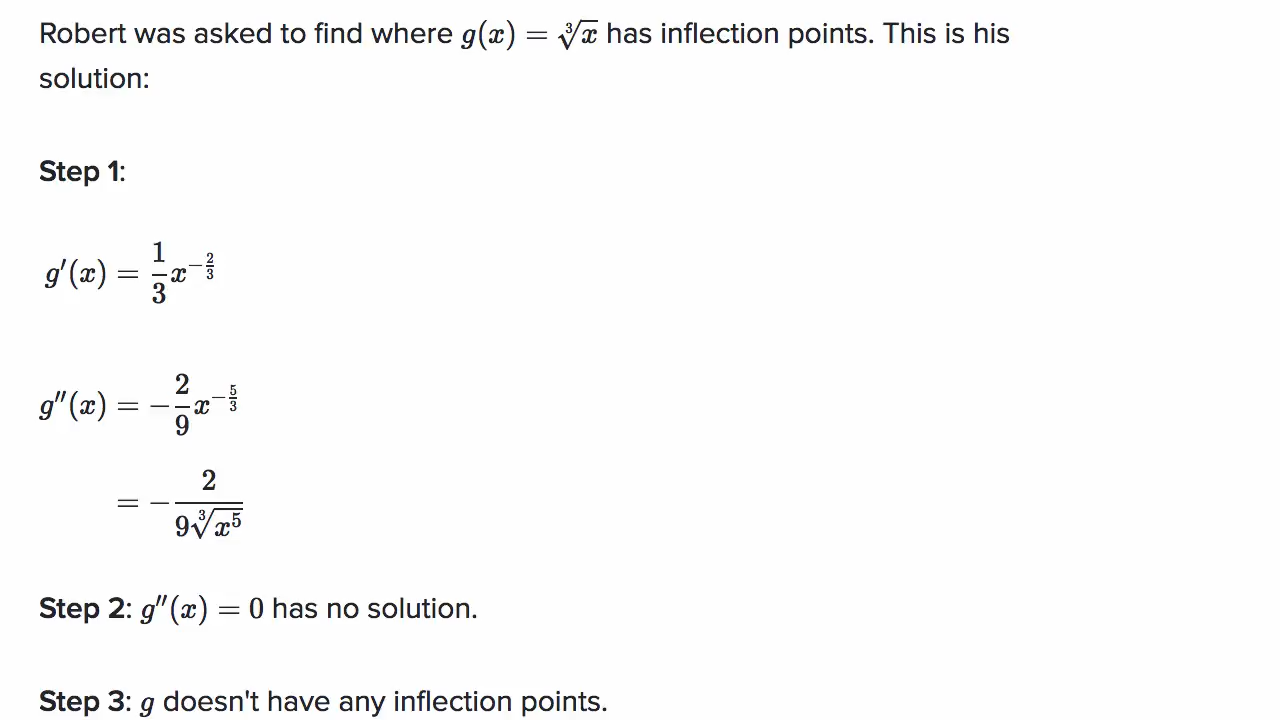 Robert was asked to find where g(x) = ∛x has inflection points. This is his
solution:
Step 1:
g′(x) = 1/3 x^(-2/3)
g″(x) = −2/9 x^(-5/3)
= −2/(9∛(x^5))
Step 2: g″(x) = 0 has no solution.
Step 3: g doesn't have any inflection points.